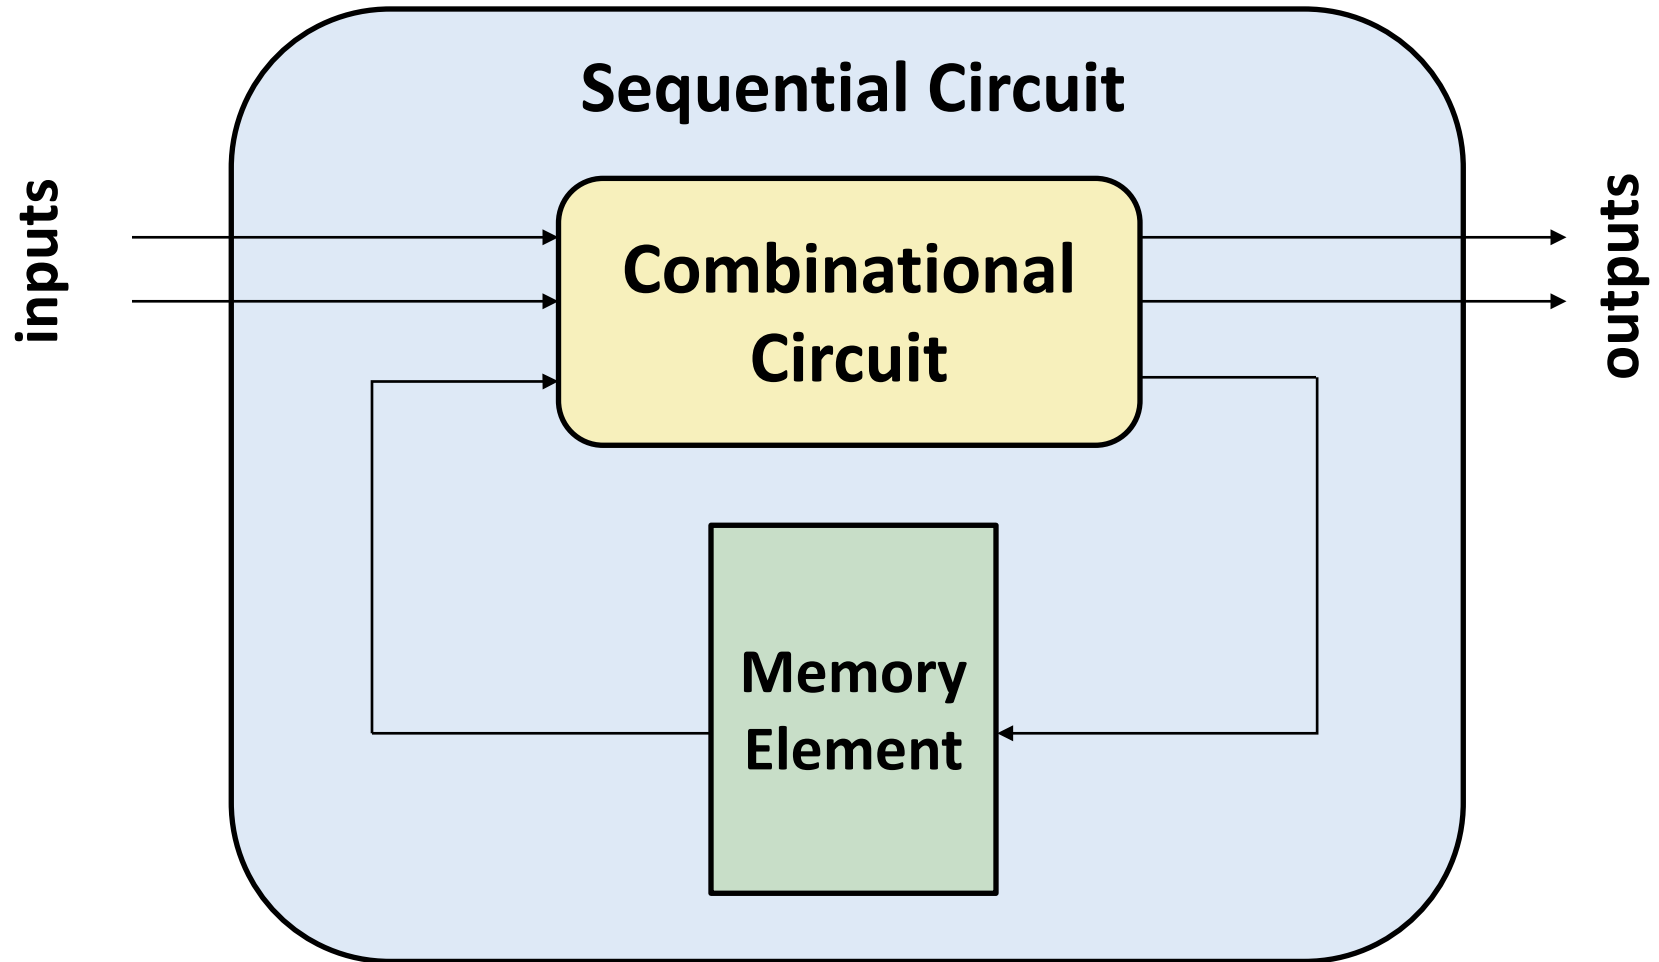 Sequential Circuit
inputs
Combinational
Circuit
outputs
Memory
Element